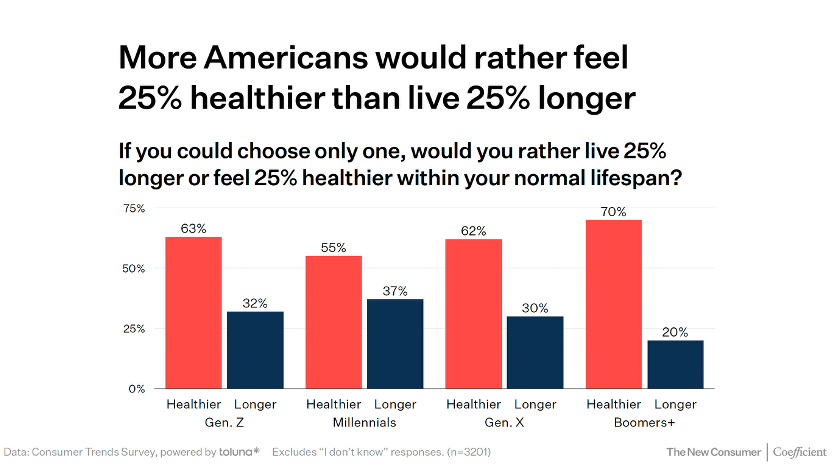 More Americans would rather feel
25% healthier than live 25% longer
If you could choose only one, would you rather live 25%
longer or feel 25% healthier within your normal lifespan?
75%
50%
25%
0%
63%
32%
55%
37%
62%
30%
70%
20%
Healthier Longer Healthier Longer Healthier Longer Healthier Longer
Gen. Z Millennials Gen. X Boomers+
Data: Consumer Trends Survey, powered by toluna* Excludes "I don't know" responses. (n=3201)
The New Consumer | Coefficient